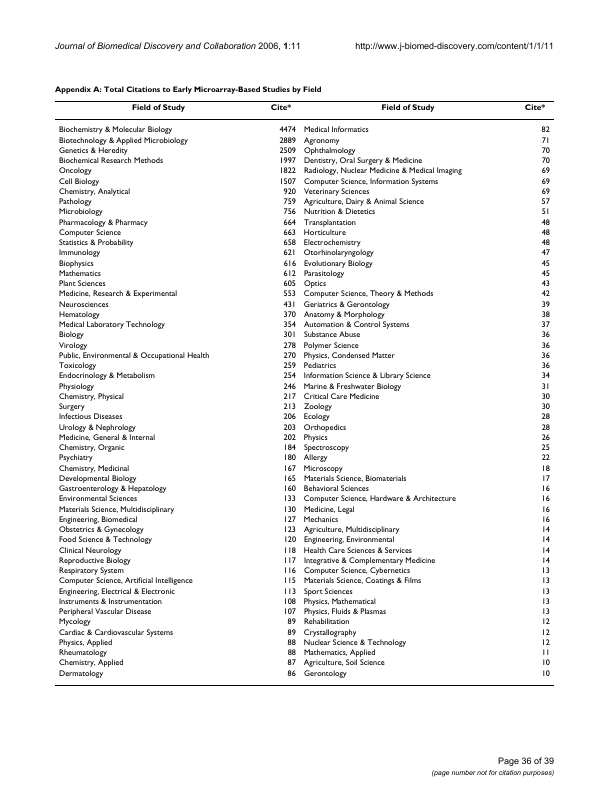 Journal of Biomedical Discovery and Collaboration 2006, 1:11 http://www.j-biomed-discovery.com/content/1/1/11
Appendix A: Total Citations to Early Microarray-Based Studies by Field
Field of Study Cite* Field of Study Cite*
Biochemistry & Molecular Biology 4474 Medical Informatics 82
Biotechnology & Applied Microbiology 2889 Agronomy 71
Genetics & Heredity 2509 Ophthalmology 70
Biochemical Research Methods 1997 Dentistry, Oral Surgery & Medicine 70
Oncology 1822 Radiology, Nuclear Medicine & Medical Imaging 69
Cell Biology 1507 Computer Science, Information Systems 69
Chemistry, Analytical 920 Veterinary Sciences 69
Pathology 759 Agriculture, Dairy & Animal Science 57
Microbiology 756 Nutrition & Dietetics 51
Pharmacology & Pharmacy 664 Transplantation 48
Computer Science 663 Horticulture 48
Statistics & Probability 658 Electrochemistry 48
Immunology 621 Otorhinolaryngology 47
Biophysics 616 Evolutionary Biology 45
Mathematics 612 Parasitology 45
Plant Sciences 605 Optics 43
Medicine, Research & Experimental 553 Computer Science, Theory & Methods 42
Neurosciences 431 Geriatrics & Gerontology 39
Hematology 370 Anatomy & Morphology 38
Medical Laboratory Technology 354 Automation & Control Systems 37
Biology 301 Substance Abuse 36
Virology 278 Polymer Science 36
Public, Environmental & Occupational Health 270 Physics, Condensed Matter 36
Toxicology 259 Pediatrics 36
Endocrinology & Metabolism 254 Information Science & Library Science 34
Physiology 246 Marine & Freshwater Biology 31
Chemistry, Physical 217 Critical Care Medicine 30
Surgery 213 Zoology 30
Infectious Diseases 206 Ecology 28
Urology & Nephrology 203 Orthopedics 28
Medicine, General & Internal 202 Physics 26
Chemistry, Organic 184 Spectroscopy 25
Psychiatry 180 Allergy 22
Chemistry, Medicinal 167 Microscopy 18
Developmental Biology 165 Materials Science, Biomaterials 17
Gastroenterology & Hepatology 160 Behavioral Sciences 16
Environmental Sciences 133 Computer Science, Hardware & Architecture 16
Materials Science, Multidisciplinary 130 Medicine, Legal 16
Engineering, Biomedical 127 Mechanics 16
Obstetrics & Gynecology 123 Agriculture, Multidisciplinary 14
Food Science & Technology 120 Engineering, Environmental 14
Clinical Neurology 118 Health Care Sciences & Services 14
Reproductive Biology 117 Integrative & Complementary Medicine 14
Respiratory System 116 Computer Science, Cybernetics 13
Computer Science, Artificial Intelligence 115 Materials Science, Coatings & Films 13
Engineering, Electrical & Electronic 113 Sport Sciences 13
Instruments & Instrumentation 108 Physics, Mathematical 13
Peripheral Vascular Disease 107 Physics, Fluids & Plasmas 13
Mycology 89 Rehabilitation 12
Cardiac & Cardiovascular Systems 89 Crystallography 12
Physics, Applied 88 Nuclear Science & Technology 12
Rheumatology 88 Mathematics, Applied 11
Chemistry, Applied 87 Agriculture, Soil Science 10
Dermatology 86 Gerontology 10
Page 36 of 39
(page number not for citation purposes)